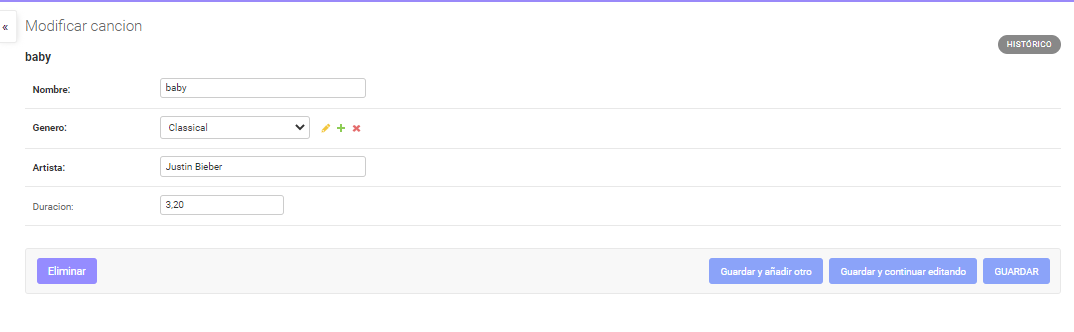 «
Modificar cancion
HISTÓRICO
baby
Nombre: baby
Genero: Classical
Artista: Justin Bieber
Duracion: 3,20
Eliminar Guardar y añadir otro Guardar y continuar editando GUARDAR